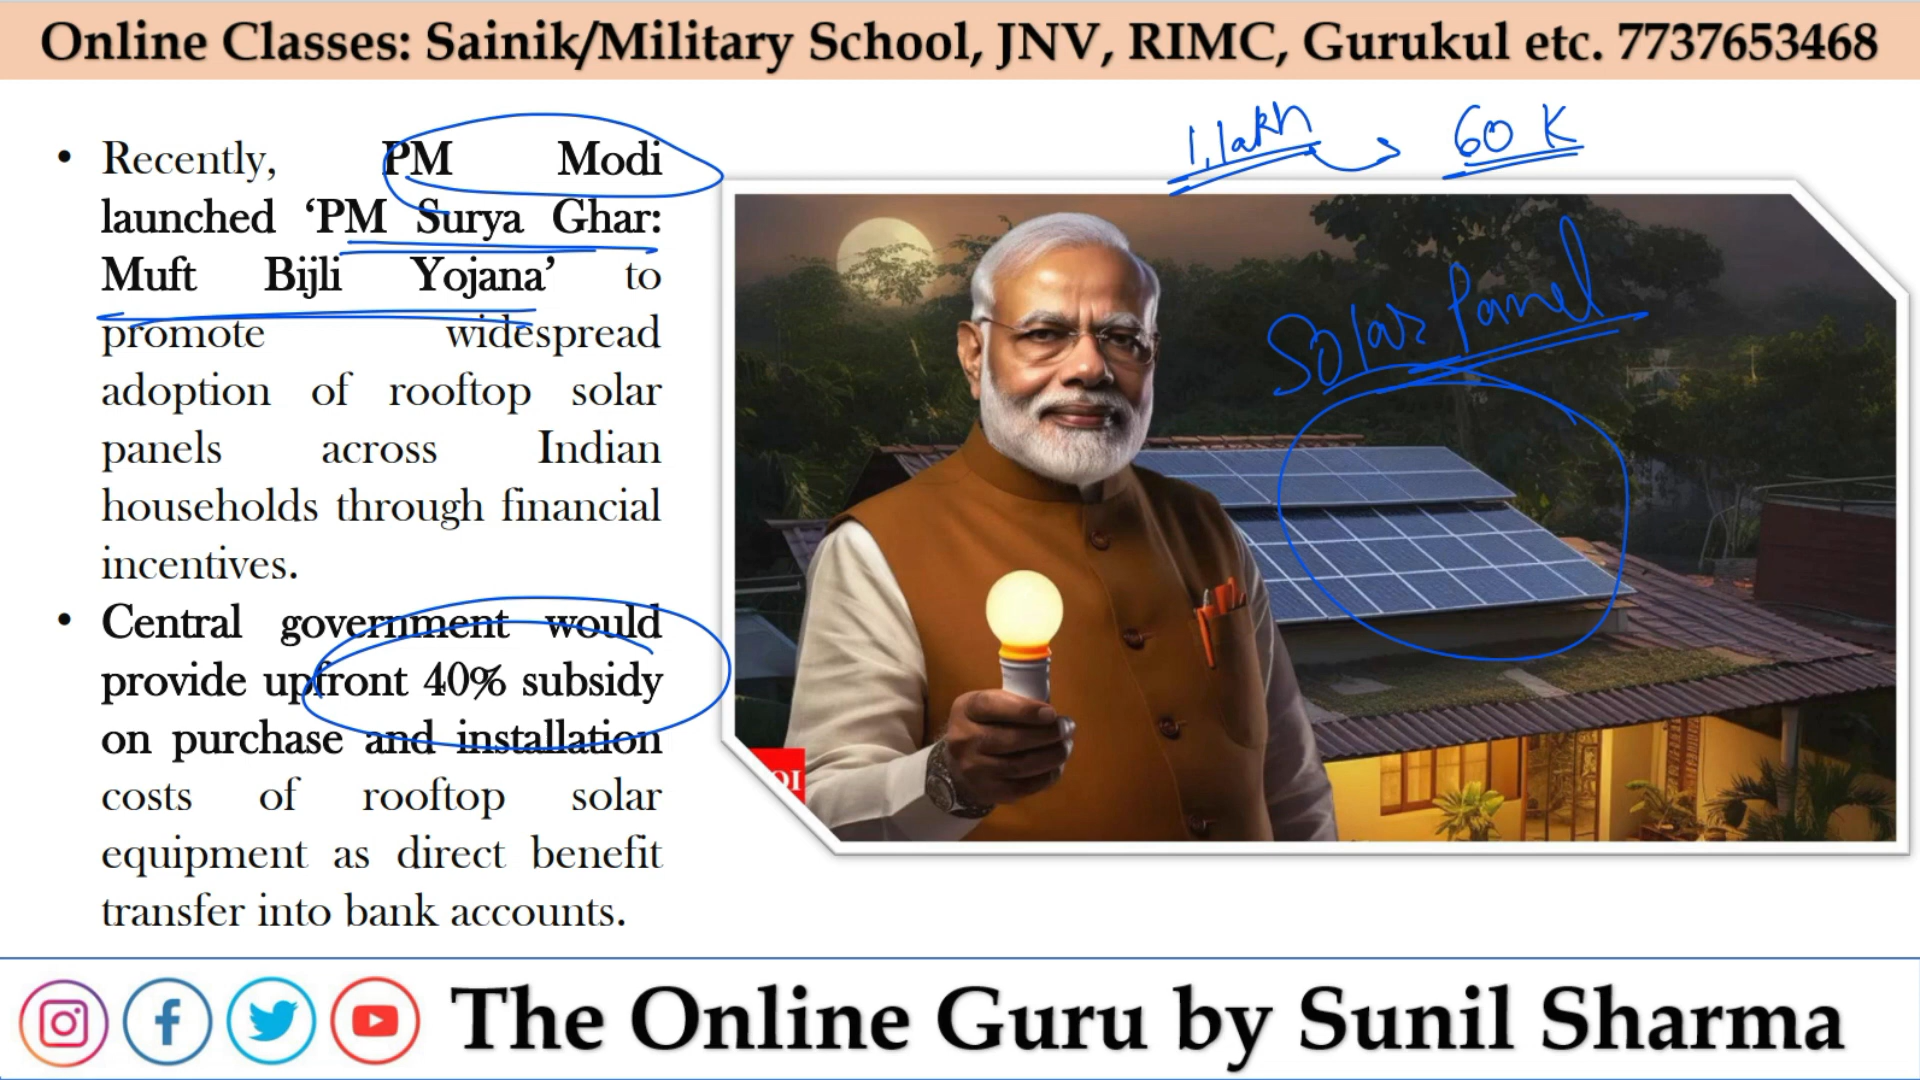 Online Classes: Sainik/Military School, JNV, RIMC, Gurukul etc. 7737653468
• Recently, PM Modi
launched ‘PM Surya Ghar:
Muft Bijli Yojana’ to
promote widespread
adoption of rooftop solar
panels across Indian
households through financial
incentives.
• Central government would
provide upfront 40% subsidy
on purchase and installation
costs of rooftop solar
equipment as direct benefit
transfer into bank accounts.
1,1akh
60 K
Solar Panel
OI
The Online Guru by Sunil Sharma